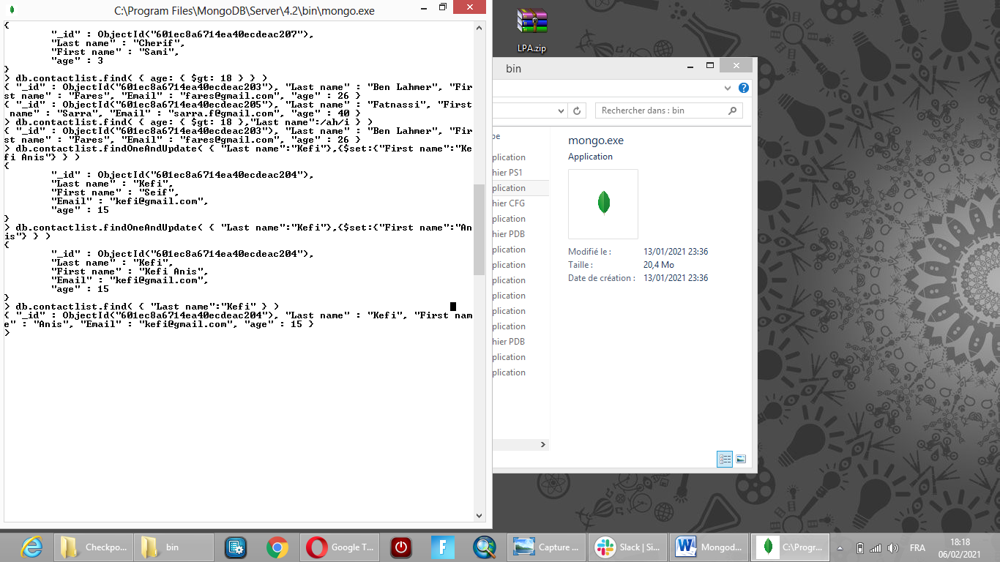 C:\Program Files\MongoDB\Server\4.2\bin\mongo.exe
{
"_id" : ObjectId("601ec8a6714ea40ecdeac207"),
"Last name" : "Cherif",
"First name" : "Sami",
"age" : 3
}
> db.contactlist.find( { age: { $gt: 18 } } )
{ "_id" : ObjectId("601ec8a6714ea40ecdeac203"), "Last name" : "Ben Lahmer", "Fir
st name" : "Fares", "Email" : "fares@gmail.com", "age" : 26 }
{ "_id" : ObjectId("601ec8a6714ea40ecdeac205"), "Last name" : "Fatnassi", "First
name" : "Sarra", "Email" : "sarra.f@gmail.com", "age" : 40 }
> db.contactlist.find( { age: { $gt: 18 },"Last name":/ah/i } )
{ "_id" : ObjectId("601ec8a6714ea40ecdeac203"), "Last name" : "Ben Lahmer", "Fir
st name" : "Fares", "Email" : "fares@gmail.com", "age" : 26 }
> db.contactlist.findOneAndUpdate( { "Last name":"Kefi"},{$set:{"First name":"Ke
fi Anis"} } )
{
"_id" : ObjectId("601ec8a6714ea40ecdeac204"),
"Last name" : "Kefi",
"First name" : "Seif",
"Email" : "kefi@gmail.com",
"age" : 15
}
> db.contactlist.findOneAndUpdate( { "Last name":"Kefi"},{$set:{"First name":"An
is"} } )
{
"_id" : ObjectId("601ec8a6714ea40ecdeac204"),
"Last name" : "Kefi",
"First name" : "Kefi Anis",
"Email" : "kefi@gmail.com",
"age" : 15
}
> db.contactlist.find( { "Last name":"Kefi" } )
{ "_id" : ObjectId("601ec8a6714ea40ecdeac204"), "Last name" : "Kefi", "First nam
e" : "Anis", "Email" : "kefi@gmail.com", "age" : 15 }
>
LPA.zip
bin
Rechercher dans : bin
pe
plication
hier PS1
plication
hier CFG
plication
hier PDB
plication
plication
plication
plication
plication
plication
hier PDB
plication
plication
mongo.exe
Application
Modifié le : 13/01/2021 23:36
Taille : 20,4 Mo
Date de création : 13/01/2021 23:36
Checkpo...
bin
Google T...
Capture ...
Slack | Si...
Mongod...
C:\Progr...
FRA
18:18
06/02/2021